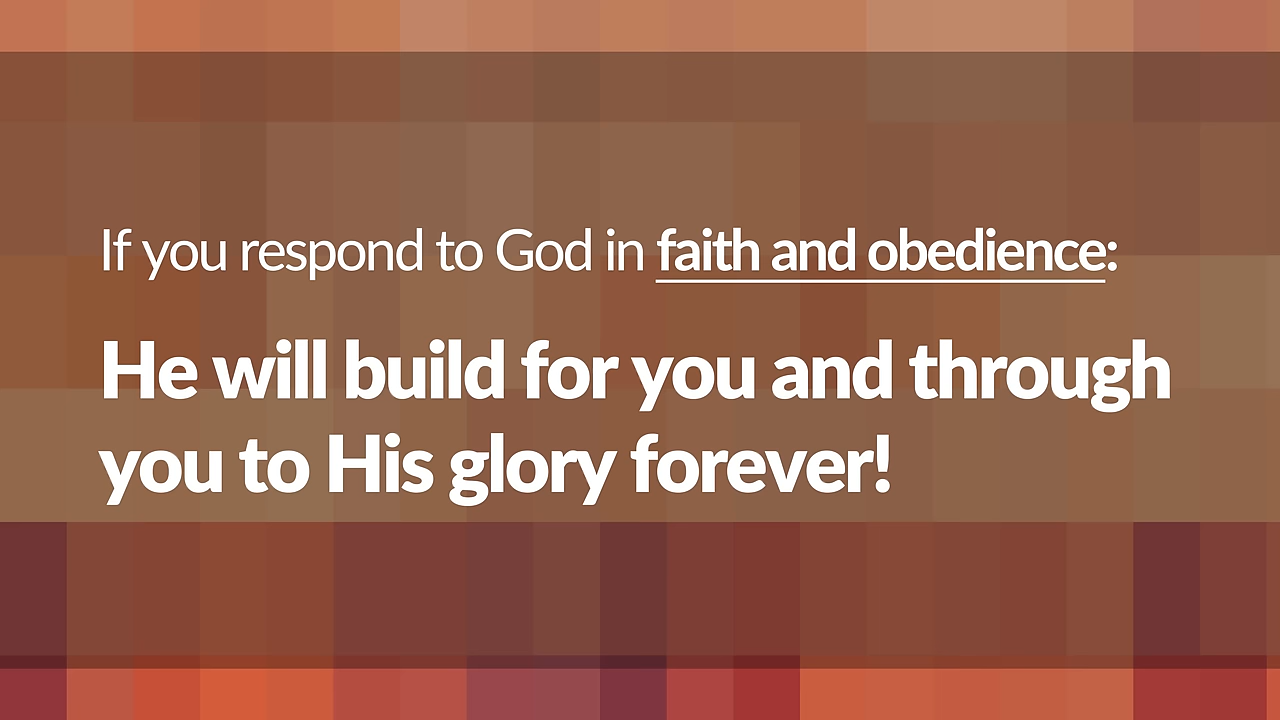 If you respond to God in faith and obedience:
He will build for you and through
you to His glory forever!